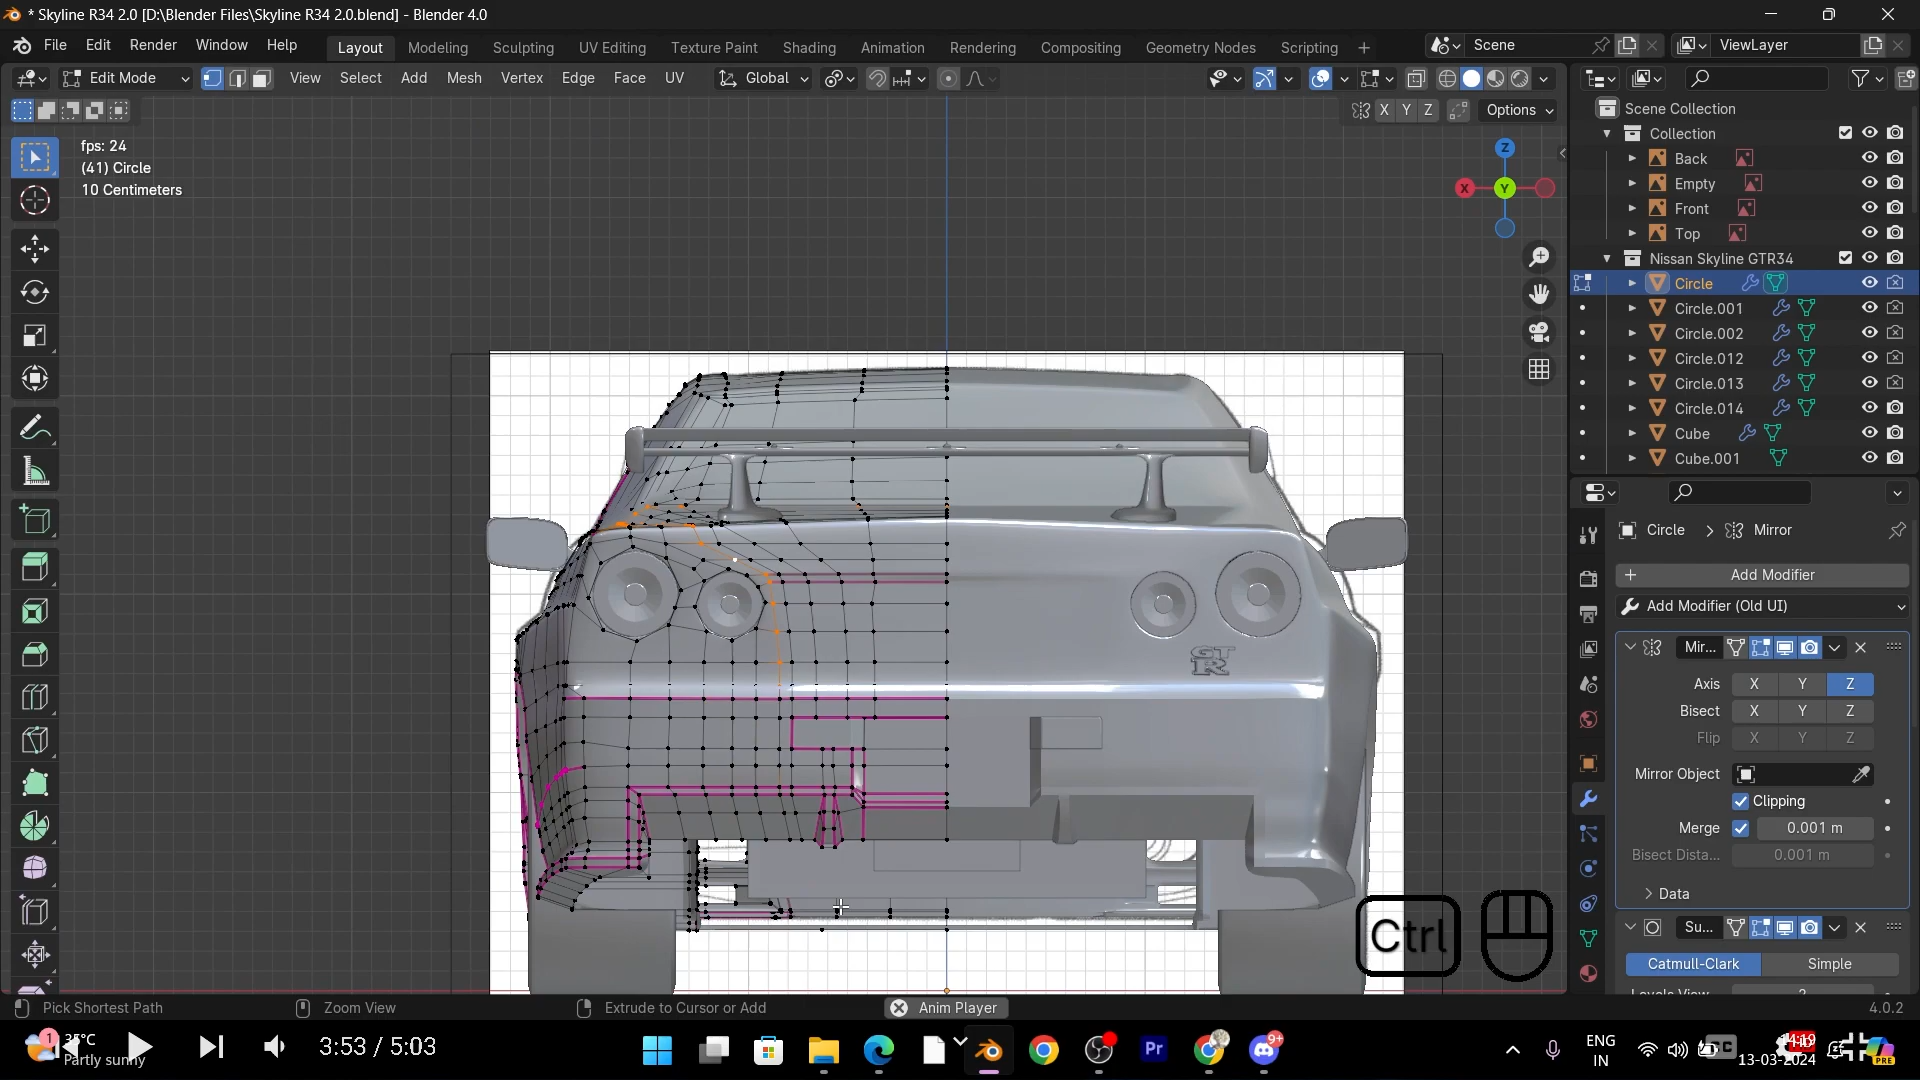 * Skyline R34 2.0 [D:\Blender Files\Skyline R34 2.0.blend] - Blender 4.0
File Edit Render Window Help
Layout Modeling Sculpting UV Editing Texture Paint Shading Animation Rendering Compositing Geometry Nodes Scripting +
Scene
ViewLayer
Edit Mode
View Select Add Mesh Vertex Edge Face UV
Global
X Y Z
Options
fps: 24
(41) Circle
10 Centimeters
Z
X
Y
GT
R
Scene Collection
Collection
Back
Empty
Front
Top
Nissan Skyline GTR34
Circle
Circle.001
Circle.002
Circle.012
Circle.013
Circle.014
Cube
Cube.001
Circle > Mirror
+ Add Modifier
Add Modifier (Old UI)
Mir...
Axis X Y Z
Bisect X Y Z
Flip X Y Z
Mirror Object
Clipping
Merge 0.001 m
Bisect Dista... 0.001 m
Data
Su...
Catmull-Clark Simple
Ctrl
Pick Shortest Path
Zoom View
Extrude to Cursor or Add
Anim Player
4.0.2
1
35°C
Partly sunny
3:53 / 5:03
Pr
9+
ENG
IN
13-03-2024
PRE